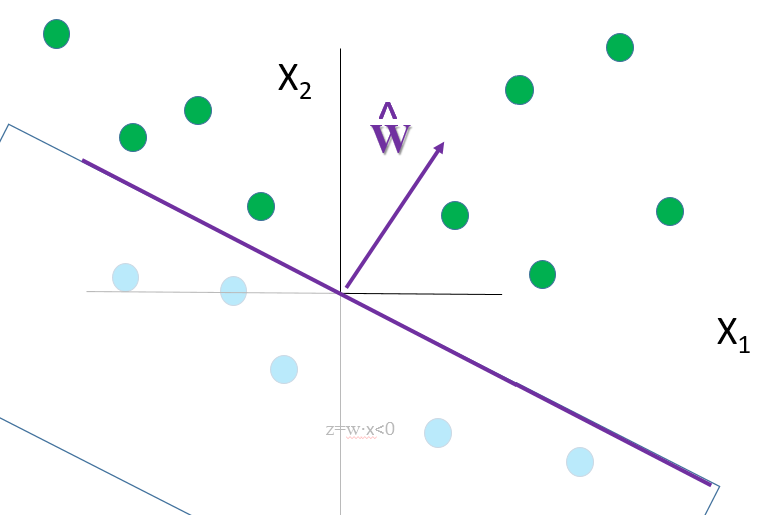 X₂
ŵ
X₁
z=w·x<0